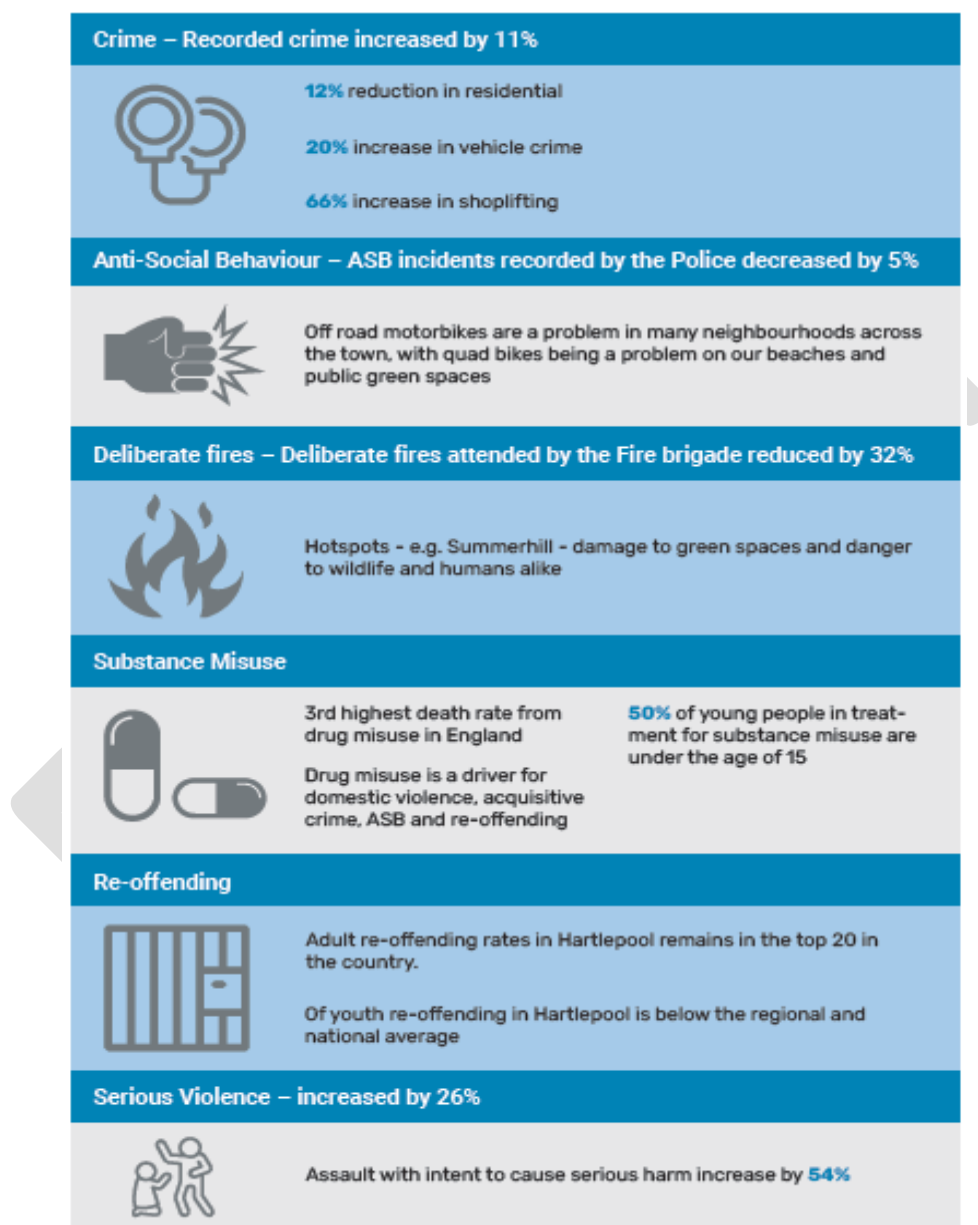 Crime – Recorded crime increased by 11%
12% reduction in residential
20% increase in vehicle crime
66% increase in shoplifting
Anti-Social Behaviour – ASB incidents recorded by the Police decreased by 5%
Off road motorbikes are a problem in many neighbourhoods across
the town, with quad bikes being a problem on our beaches and
public green spaces
Deliberate fires – Deliberate fires attended by the Fire brigade reduced by 32%
Hotspots - e.g. Summerhill - damage to green spaces and danger
to wildlife and humans alike
Substance Misuse
3rd highest death rate from
drug misuse in England
Drug misuse is a driver for
domestic violence, acquisitive
crime, ASB and re-offending
50% of young people in treat-
ment for substance misuse are
under the age of 15
Re-offending
Adult re-offending rates in Hartlepool remains in the top 20 in
the country.
Of youth re-offending in Hartlepool is below the regional and
national average
Serious Violence – increased by 26%
Assault with intent to cause serious harm increase by 54%